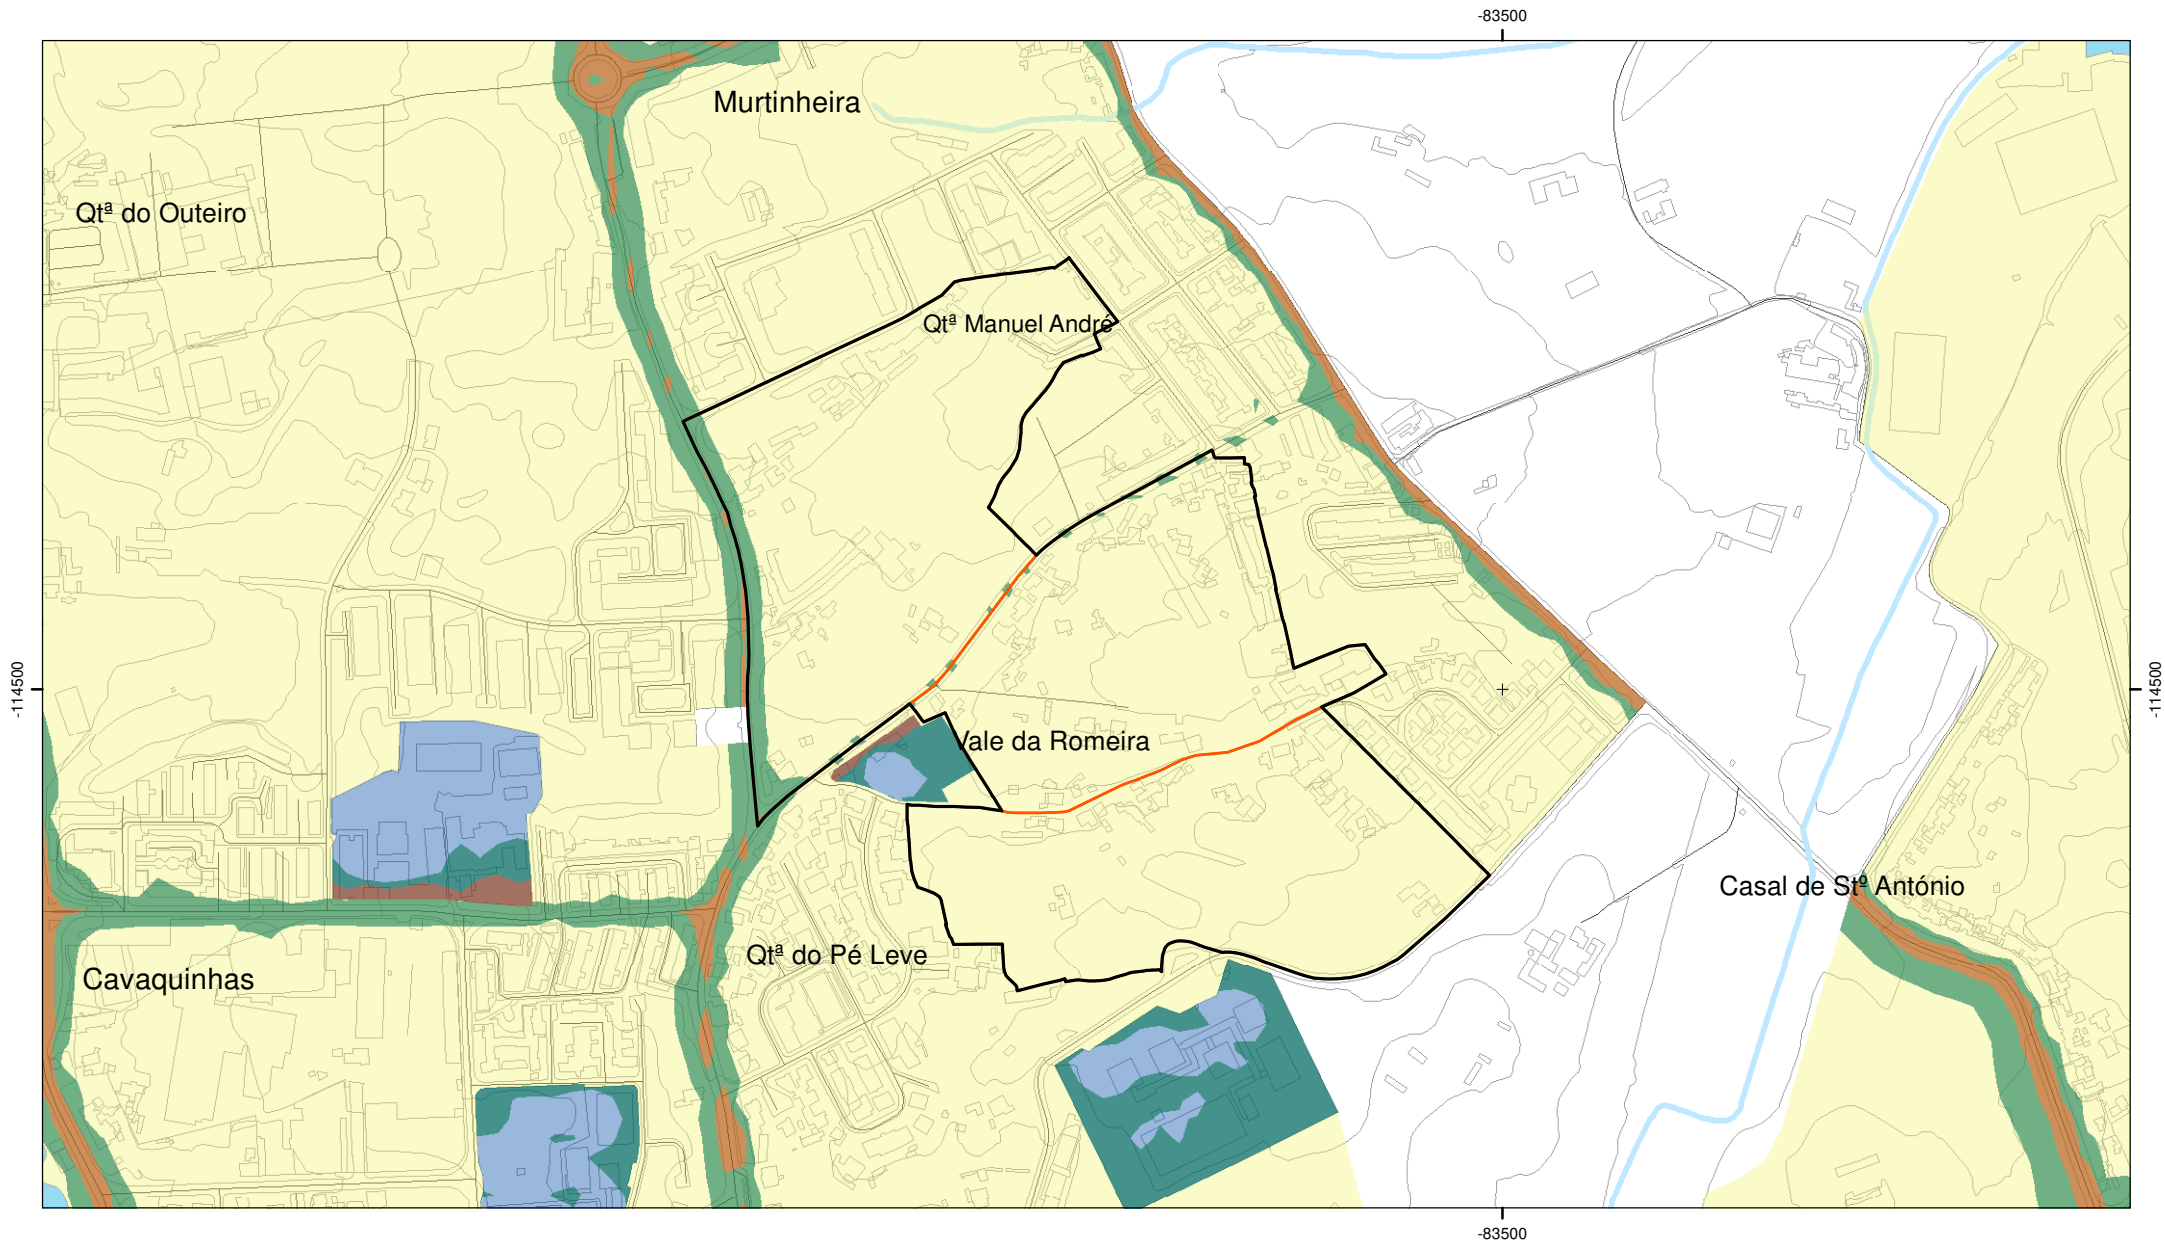 -83500
Murtinheira
Qtª do Outeiro
Qtª Manuel André
-114500
-114500
Vale da Romeira
Casal de Stº António
Qtª do Pé Leve
Cavaquinhas
-83500